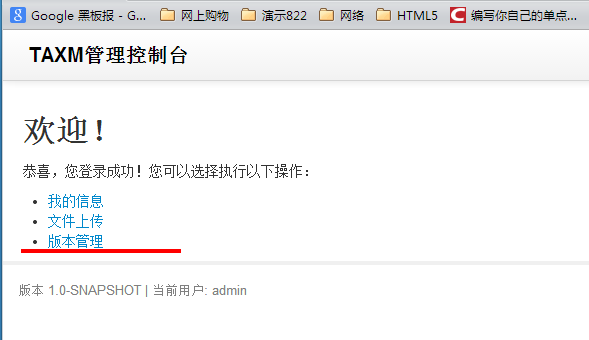 Google 黑板报 - G... 网上购物 演示822 网络 HTML5 编写你自己的单点...
TAXM管理控制台
欢迎！
恭喜，您登录成功！您可以选择执行以下操作：
我的信息
文件上传
版本管理
版本 1.0-SNAPSHOT | 当前用户: admin